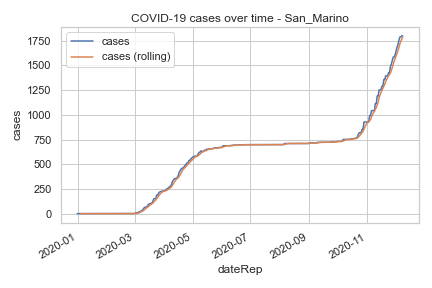 COVID-19 cases over time - San_Marino
cases
cases (rolling)
cases
1750
1500
1250
1000
750
500
250
0
2020-01
2020-03
2020-05
2020-07
2020-09
2020-11
dateRep